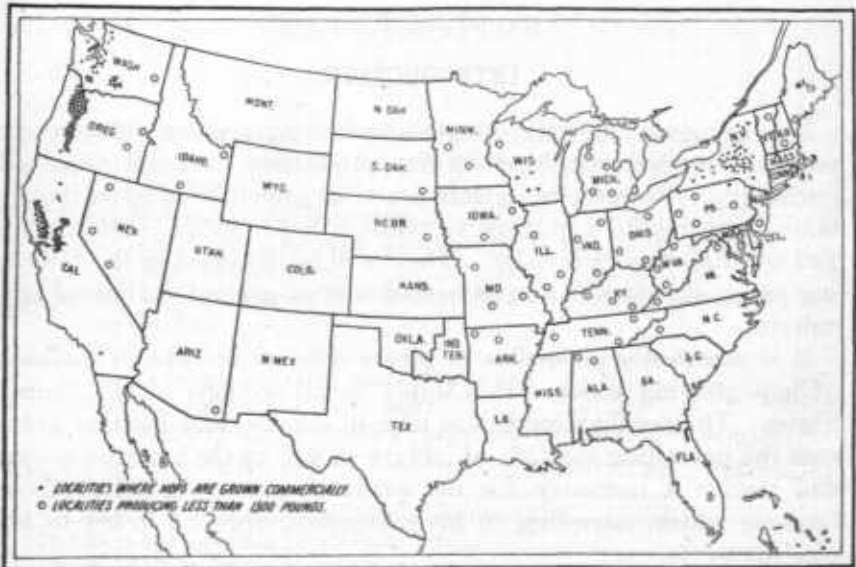 WASH
MONT.
N. DAK
MINN.
OREG
IDAHO
S. DAK.
WIS.
MICH.
N.Y.
WYO.
NEBR.
IOWA.
PA.
NEV.
UTAH
COLO.
KANS.
MO.
ILL.
IND.
OHIO
W.VA.
VA.
DEL.
CAL
KY.
TENN.
N.C.
ARIZ
N MEX
OKLA.
IND.
TER.
ARK.
S.C.
TEX
LA.
MISS.
ALA.
GA.
FLA.
• LOCALITIES WHERE HOPS ARE GROWN COMMERCIALLY.
○ LOCALITIES PRODUCING LESS THAN 1300 POUNDS.